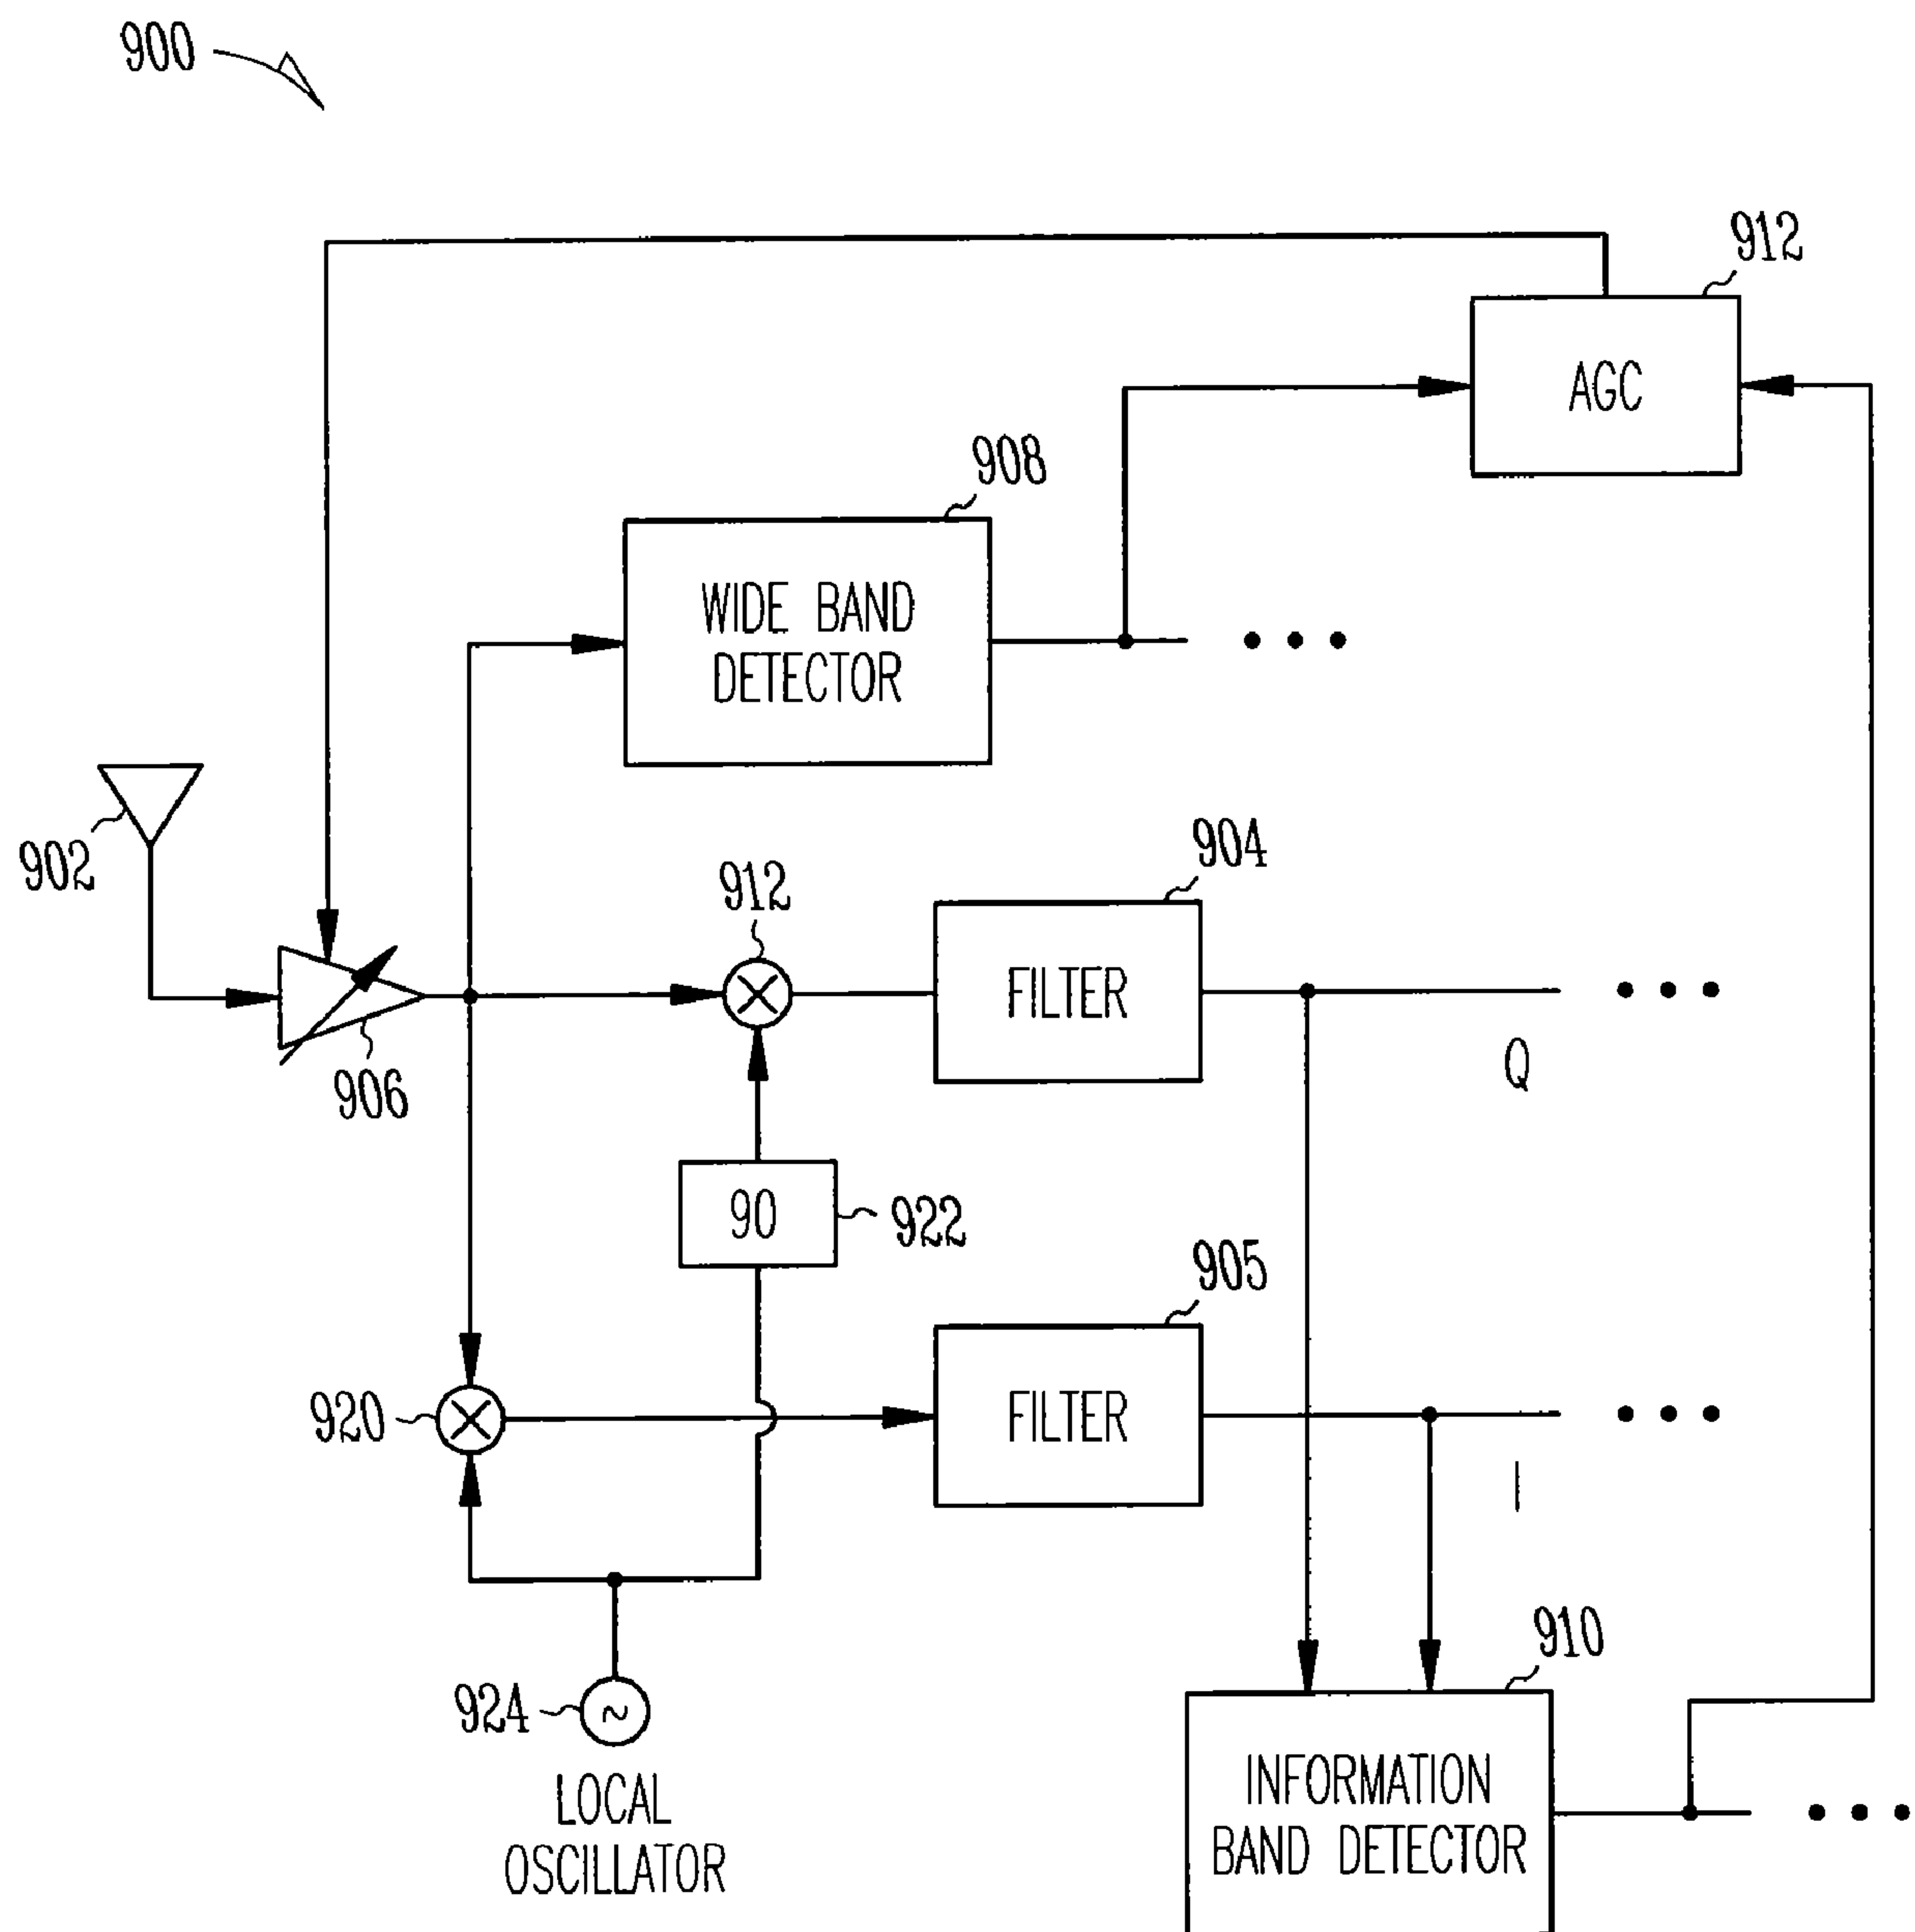 900
912
AGC
908
WIDE BAND
DETECTOR
902
912
904
FILTER
906
Q
90
922
905
920
FILTER
I
910
924
~
LOCAL
OSCILLATOR
INFORMATION
BAND DETECTOR